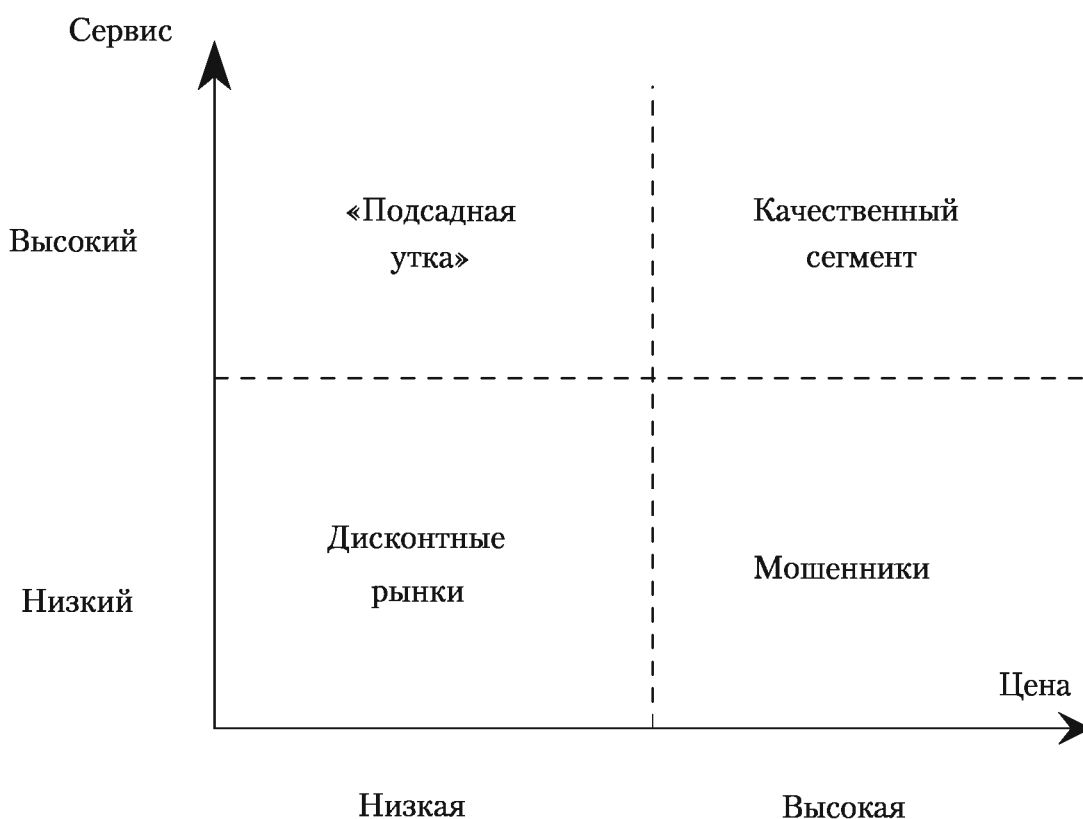 Сервис
Высокий
«Подсадная
утка»
Качественный
сегмент
Низкий
Дисконтные
рынки
Мошенники
Цена
Низкая
Высокая